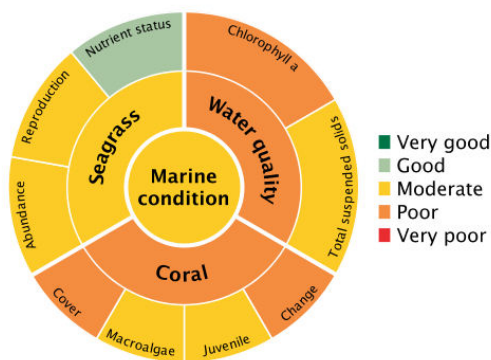 Nutrient status
Chlorophyll a
Reproduction
Seagrass
Water quality
Total suspended solids
Abundance
Marine
condition
Coral
Cover
Macroalgae
Juvenile
Change
Very good
Good
Moderate
Poor
Very poor